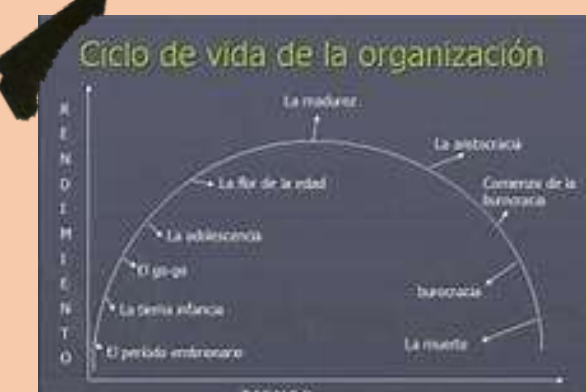 Ciclo de vida de la organización
RENDIMIENTO
La madurez
La aristocracia
La flor de la edad
Comienzo de la
burocracia
La adolescencia
El go-go
burocracia
La tierna infancia
La muerte
El período embrionario